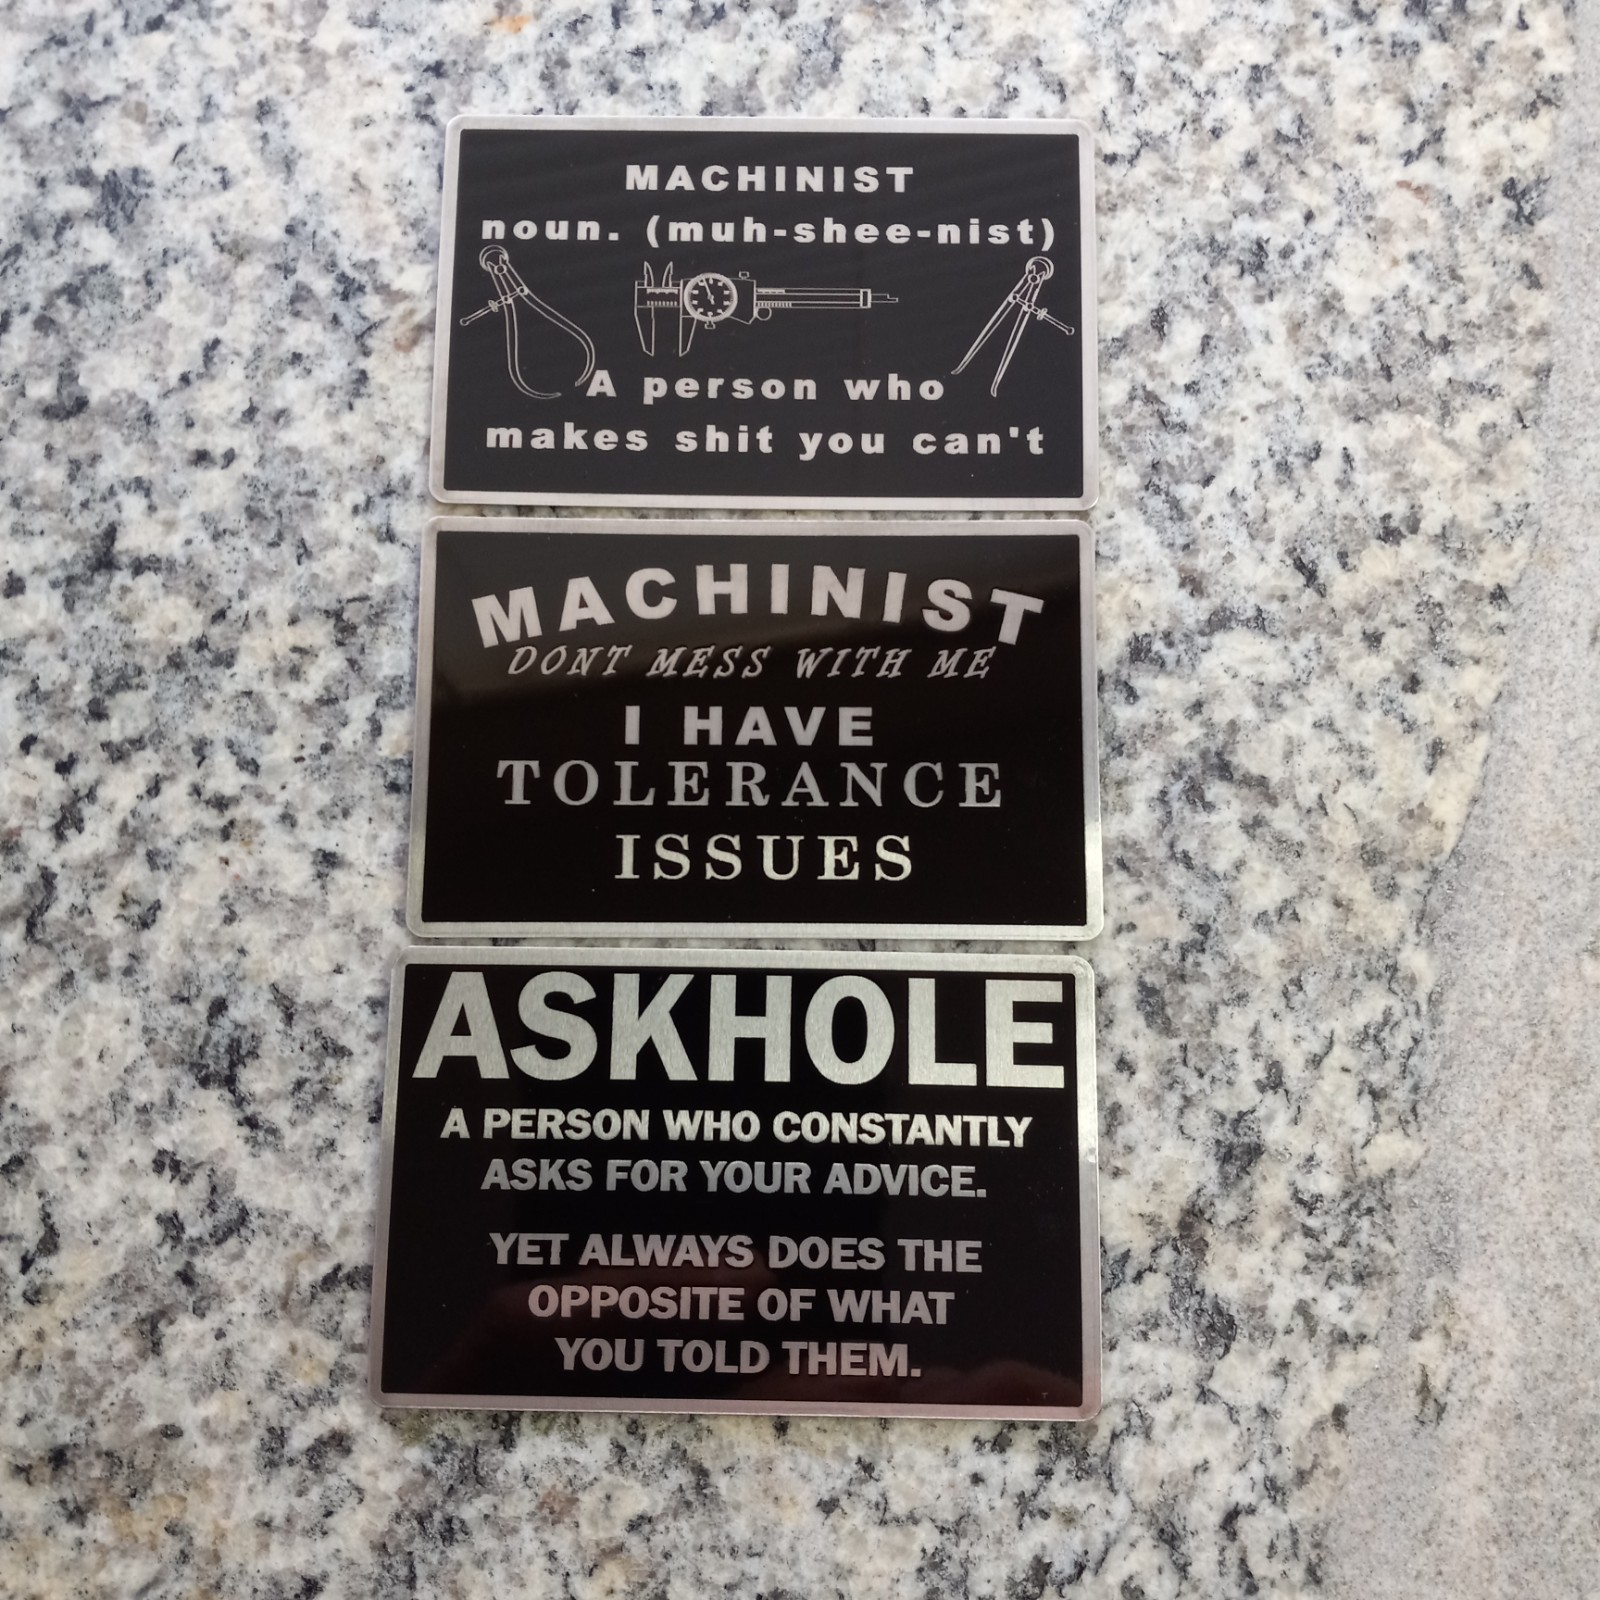 MACHINIST
noun. (muh-shee-nist)
A person who
makes shit you can't
MACHINIST
DONT MESS WITH ME
I HAVE
TOLERANCE
ISSUES
ASKHOLE
A PERSON WHO CONSTANTLY
ASKS FOR YOUR ADVICE.
YET ALWAYS DOES THE
OPPOSITE OF WHAT
YOU TOLD THEM.